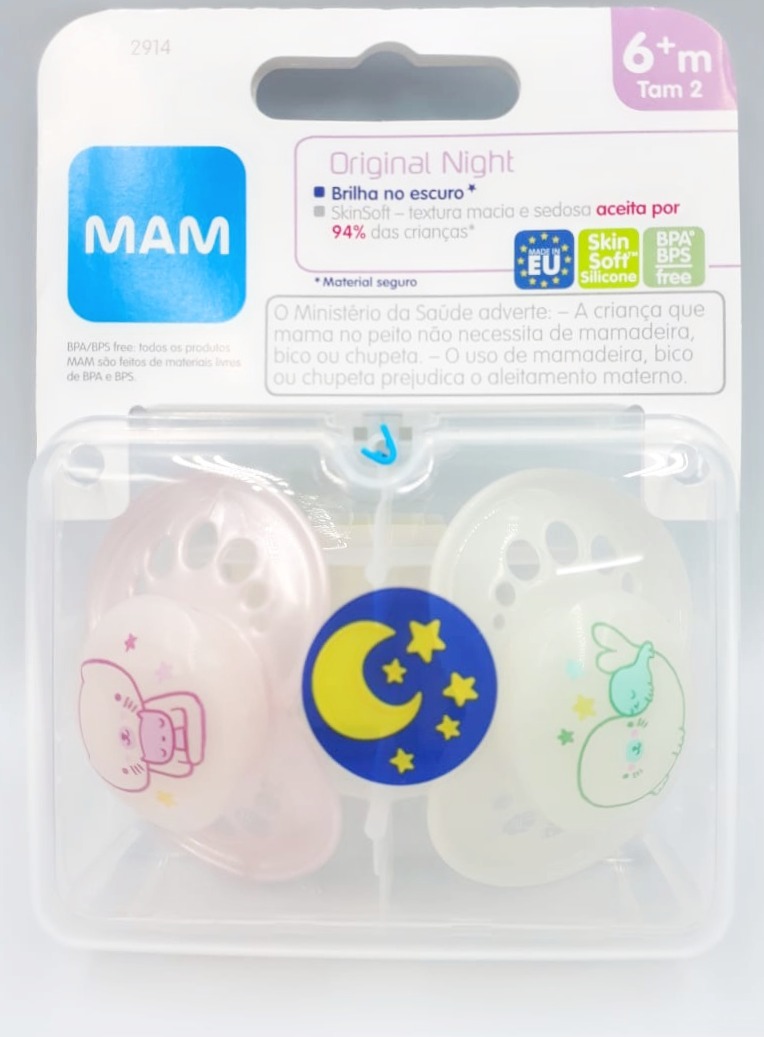 2914
6+m
Tam 2
MAM
Original Night
Brilha no escuro*
SkinSoft – textura macia e sedosa aceita por
94% das crianças*
*Material seguro
MADE IN
EU
Skin
Soft™
Silicone
BPA°
BPS
free
O Ministério da Saúde adverte: – A criança que
mama no peito não necessita de mamadeira,
bico ou chupeta. – O uso de mamadeira, bico
ou chupeta prejudica o aleitamento materno.
BPA/BPS free: todos os produtos
MAM são feitos de materiais livres
de BPA e BPS.